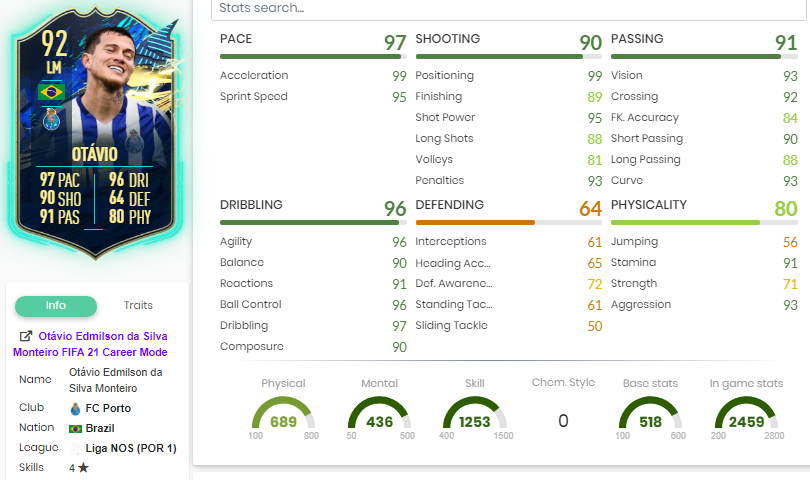 Stats search...
92
LM
OTÁVIO
97 PAC 96 DRI
90 SHO 64 DEF
91 PAS 80 PHY
PACE 97
Acceleration 99
Sprint Speed 95
SHOOTING 90
Positioning 99
Finishing 89
Shot Power 95
Long Shots 88
Volleys 81
Penalties 93
PASSING 91
Vision 93
Crossing 92
FK. Accuracy 84
Short Passing 90
Long Passing 88
Curve 93
DRIBBLING 96
Agility 96
Balance 90
Reactions 91
Ball Control 96
Dribbling 97
Composure 90
DEFENDING 64
Interceptions 61
Heading Acc... 65
Def. Awarene... 72
Standing Tac... 61
Sliding Tackle 50
PHYSICALITY 80
Jumping 56
Stamina 91
Strength 71
Aggression 93
Info Traits
Otávio Edmilson da Silva
Monteiro FIFA 21 Career Mode
Name Otávio Edmilson da
Silva Monteiro
Club FC Porto
Nation Brazil
League Liga NOS (POR 1)
Skills 4★
Physical Mental Skill Chem. Style Base stats In game stats
689 436 1253 0 518 2459
100 800 50 500 400 1500 100 600 200 2800